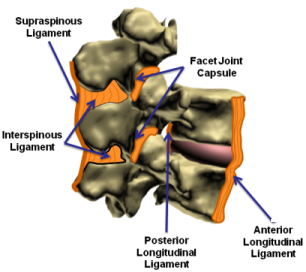 Supraspinous
Ligament
Facet Joint
Capsule
Interspinous
Ligament
Posterior
Longitudinal
Ligament
Anterior
Longitudinal
Ligament